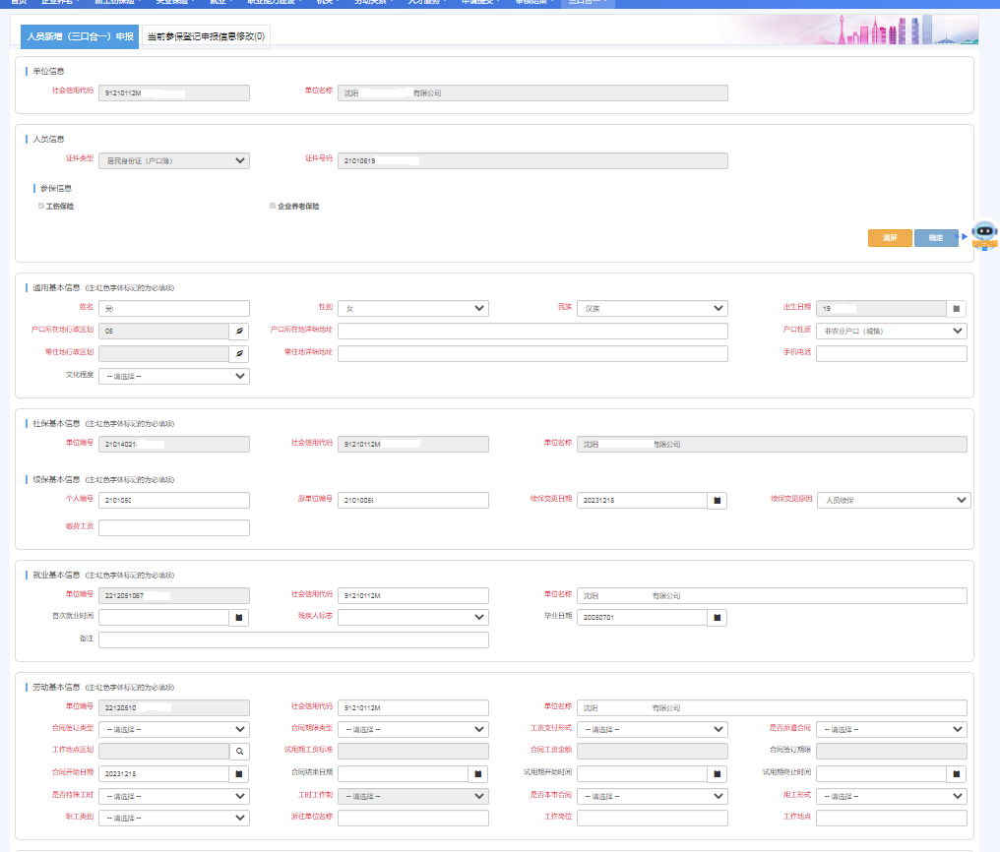 首页 企业养老 新工伤保险 失业保险 就业 职业能力建设 机关 劳动关系 人才服务 申请提交 审核结果 三口合一
人员新增（三口合一）申报 当前参保登记申报信息修改(0)
单位信息
社会信用代码 91210112M 单位名称 沈阳 有限公司
人员信息
证件类型 居民身份证（户口簿） 证件号码 21010619
参保信息
工伤保险 企业养老保险
清屏 确定
通用基本信息 (注:红色字体标记的为必填项)
姓名 吴 性别 女 民族 汉族 出生日期 19
户口所在地行政区划 05 户口所在地详细地址 户口性质 非农业户口（城镇）
常住地行政区划 常住地详细地址 手机电话
文化程度 -- 请选择 --
社保基本信息 (注:红色字体标记的为必填项)
单位编号 21014021 社会信用代码 91210112M 单位名称 沈阳 有限公司
续保基本信息 (注:红色字体标记的为必填项)
个人编号 2101050 原单位编号 2101005 续保变更日期 20231218 续保变更原因 人员续保
缴费工资
就业基本信息 (注:红色字体标记的为必填项)
单位编号 2212051067 社会信用代码 91210112M 单位名称 沈阳 有限公司
首次就业时间 残疾人标志 毕业日期 20050701
备注
劳动基本信息 (注:红色字体标记的为必填项)
单位编号 22120510 社会信用代码 91210112M 单位名称 沈阳 有限公司
合同签订类型 -- 请选择 -- 合同期限类型 -- 请选择 -- 工资支付形式 -- 请选择 -- 是否派遣合同 -- 请选择 --
工作地点区划 试用期工资标准 合同工资金额 合同签订期限
合同开始日期 20231218 合同结束日期 试用期开始时间 试用期终止时间
是否特殊工时 -- 请选择 -- 工时工作制 -- 请选择 -- 是否本市合同 -- 请选择 -- 用工形式 -- 请选择 --
职工类别 -- 请选择 -- 派往单位名称 工作岗位 工作地点